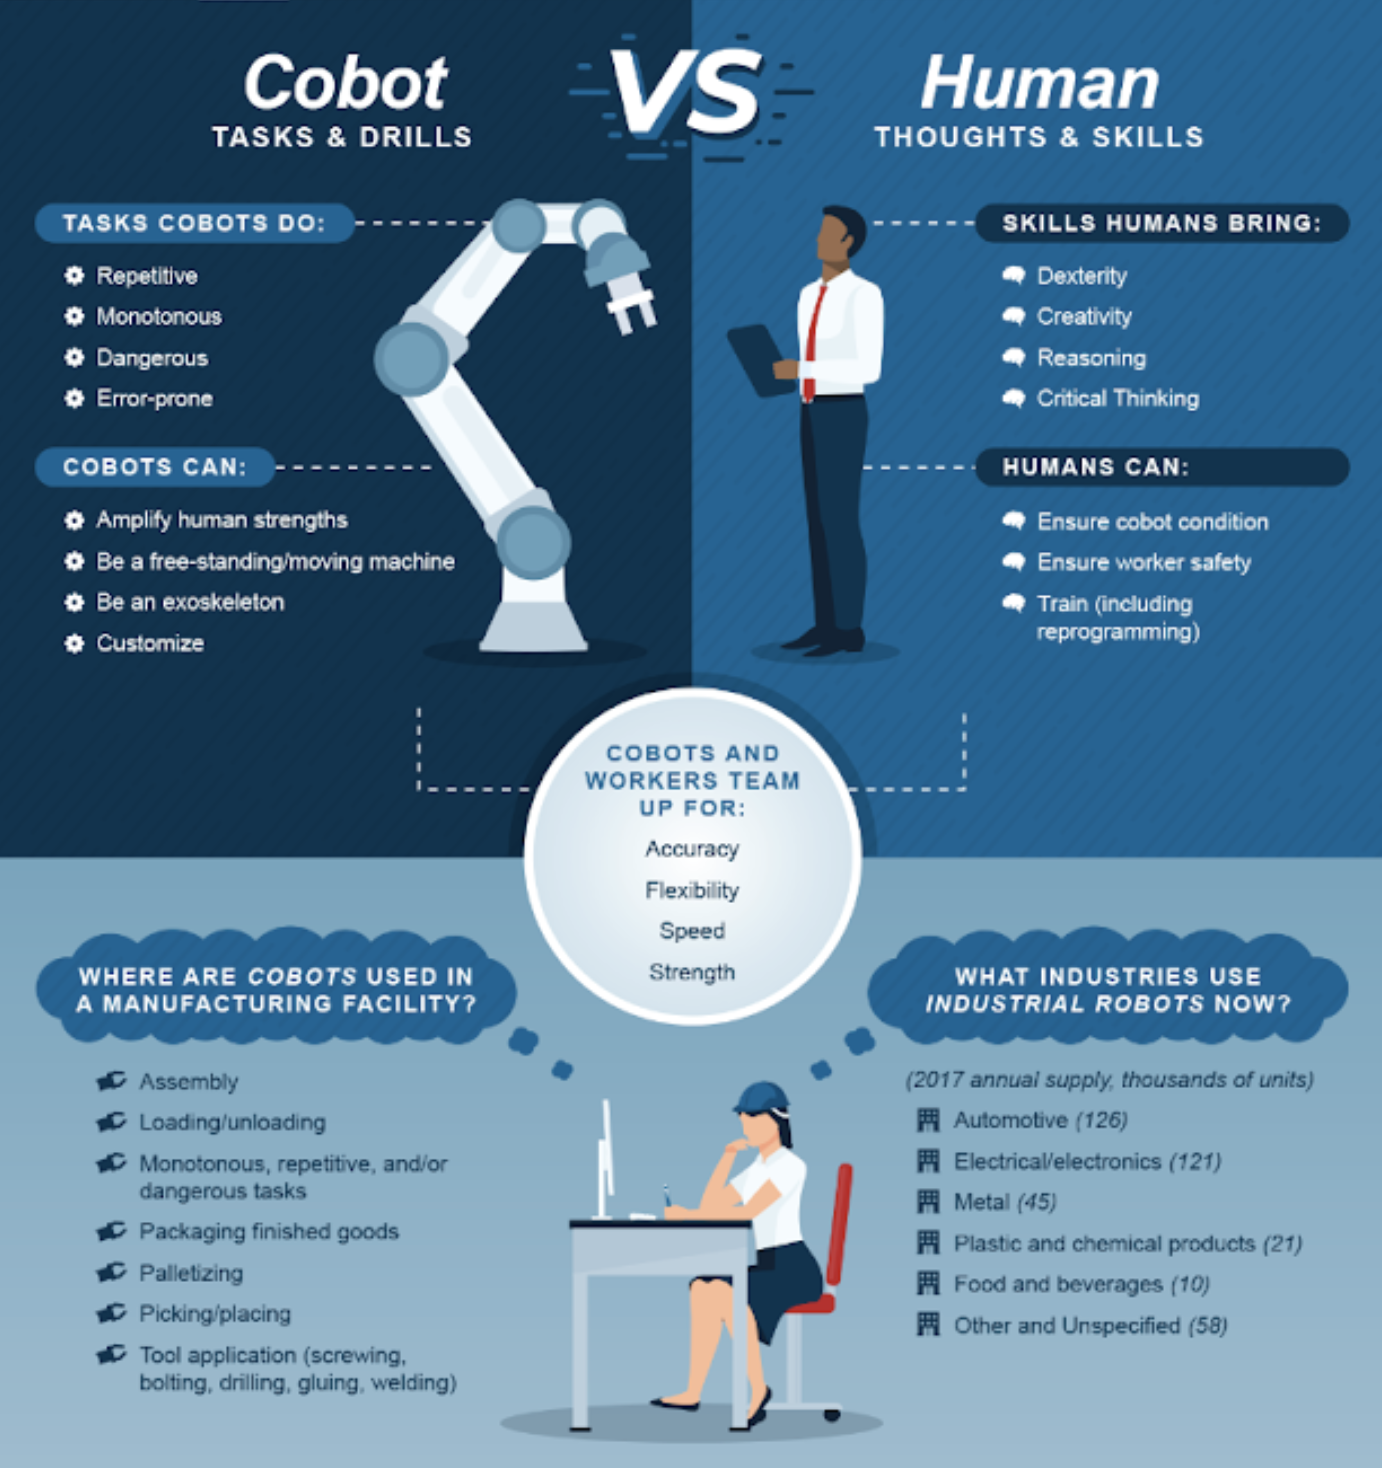 Cobot
TASKS & DRILLS
VS
Human
THOUGHTS & SKILLS
TASKS COBOTS DO:
Repetitive
Monotonous
Dangerous
Error-prone
COBOTS CAN:
Amplify human strengths
Be a free-standing/moving machine
Be an exoskeleton
Customize
SKILLS HUMANS BRING:
Dexterity
Creativity
Reasoning
Critical Thinking
HUMANS CAN:
Ensure cobot condition
Ensure worker safety
Train (including
reprogramming)
COBOTS AND
WORKERS TEAM
UP FOR:
Accuracy
Flexibility
Speed
Strength
WHERE ARE COBOTS USED IN
A MANUFACTURING FACILITY?
Assembly
Loading/unloading
Monotonous, repetitive, and/or
dangerous tasks
Packaging finished goods
Palletizing
Picking/placing
Tool application (screwing,
bolting, drilling, gluing, welding)
WHAT INDUSTRIES USE
INDUSTRIAL ROBOTS NOW?
(2017 annual supply, thousands of units)
Automotive (126)
Electrical/electronics (121)
Metal (45)
Plastic and chemical products (21)
Food and beverages (10)
Other and Unspecified (58)